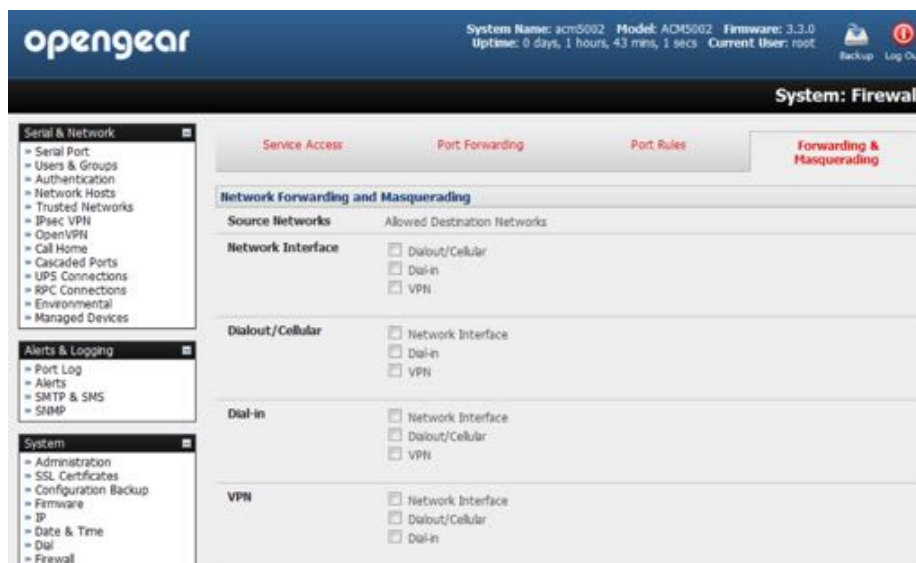 opengear
System Name: acm5002 Model: ACM5002 Firmware: 3.3.0
Uptime: 0 days, 1 hours, 43 mins, 1 secs Current User: root
Backup
Log Ou
System: Firewal
Serial & Network
Serial Port
Users & Groups
Authentication
Network Hosts
Trusted Networks
IPsec VPN
OpenVPN
Call Home
Cascaded Ports
UPS Connections
RPC Connections
Environmental
Managed Devices
Alerts & Logging
Port Log
Alerts
SMTP & SMS
SNMP
System
Administration
SSL Certificates
Configuration Backup
Firmware
IP
Date & Time
Dial
Firewall
Service Access
Port Forwarding
Port Rules
Forwarding &
Masquerading
Network Forwarding and Masquerading
Source Networks Allowed Destination Networks
Network Interface Dialout/Cellular
Dial-in
VPN
Dialout/Cellular Network Interface
Dial-in
VPN
Dial-in Network Interface
Dialout/Cellular
VPN
VPN Network Interface
Dialout/Cellular
Dial-in